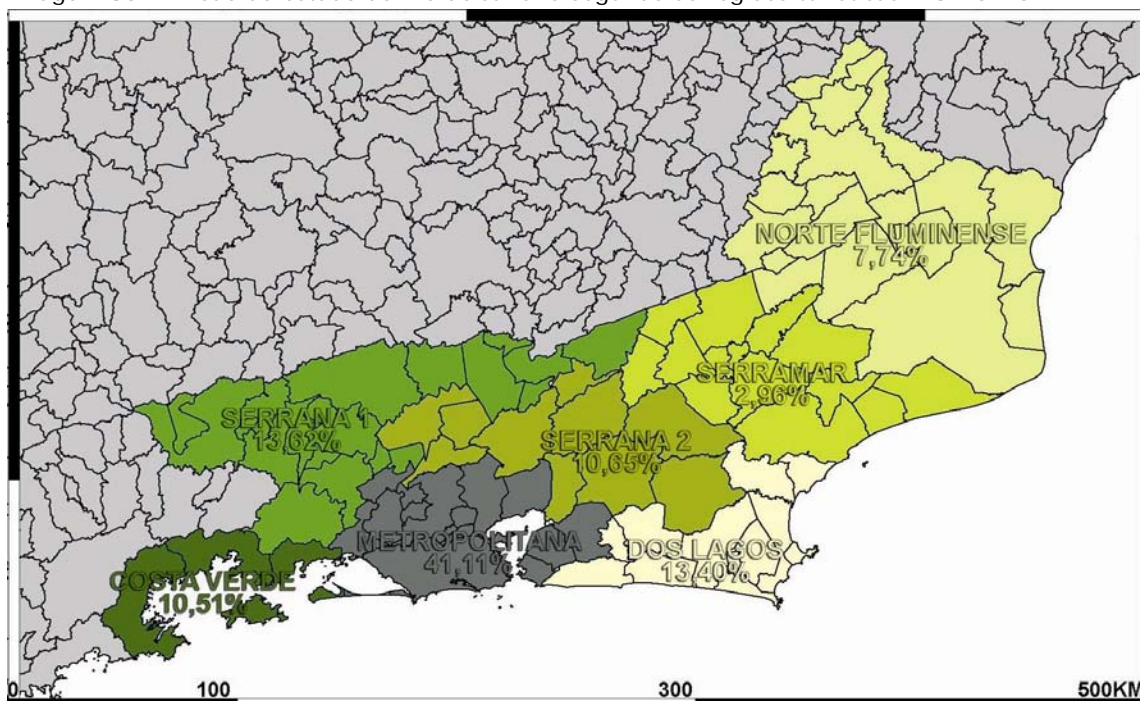 NORTE FLUMINENSE
7,74%
SERRAMAR
2,96%
SERRANA 1
13,62%
SERRANA 2
10,65%
METROPOLITANA
41,11%
DOS LAGOS
13,40%
COSTA VERDE
10,51%
0 100 300 500KM